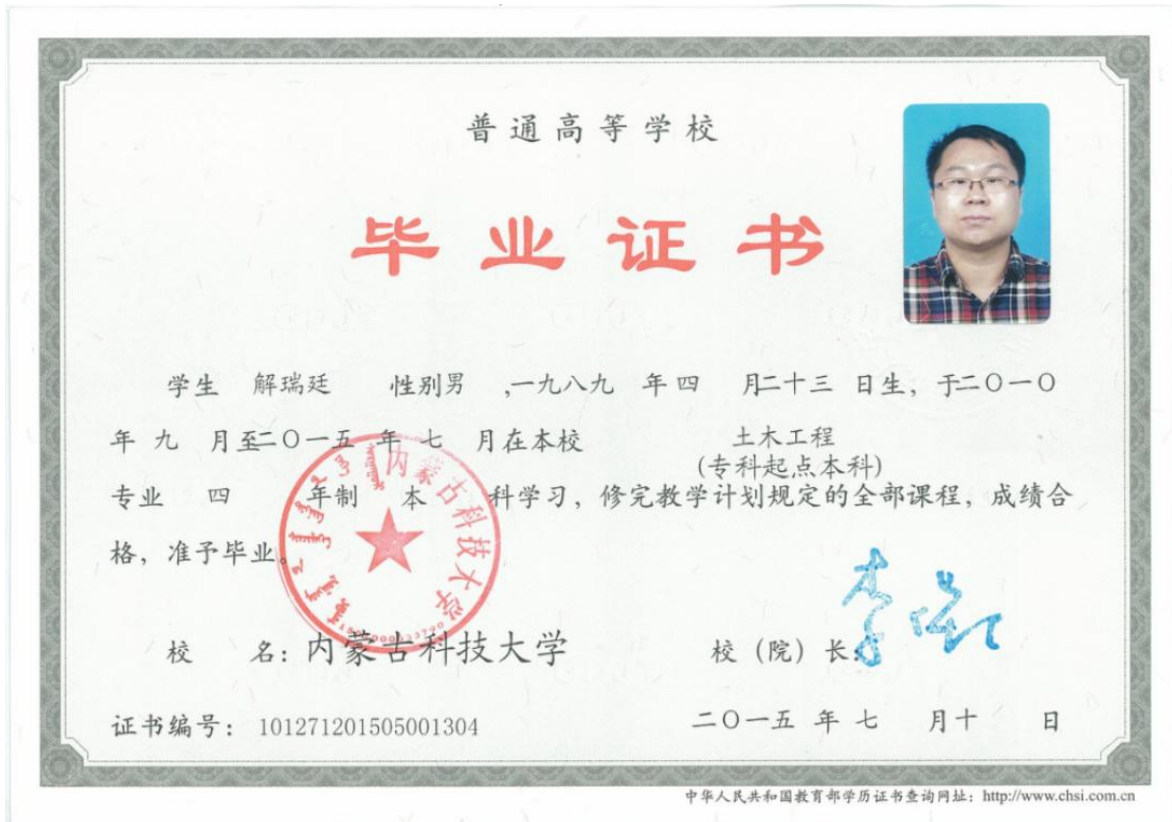 普通高等学校
毕业证书
学生 解瑞廷 性别男 ,一九八九 年四 月二十三 日生，于二〇一〇
年 九 月至二〇一五 年 七 月在本校 土木工程
(专科起点本科)
专业 四 年制 本 科学习，修完教学计划规定的全部课程，成绩合
格，准予毕业。
内蒙古科技大学
校 名：内蒙古科技大学 校（院）长：
证书编号： 101271201505001304 二〇一五 年 七 月十 日
中华人民共和国教育部学历证书查询网址：http://www.chsi.com.cn